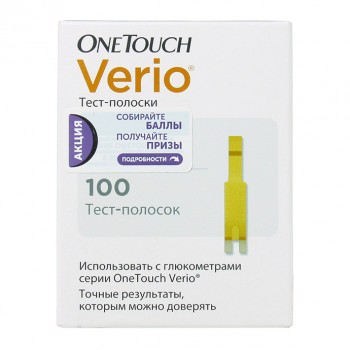 ONETOUCH
Verio®
Тест-полоски
АКЦИЯ
СОБИРАЙТЕ
БАЛЛЫ
ПОЛУЧАЙТЕ
ПРИЗЫ
ПОДРОБНОСТИ
100
Тест-полосок
Использовать с глюкометрами
серии OneTouch Verio®
Точные результаты,
которым можно доверять